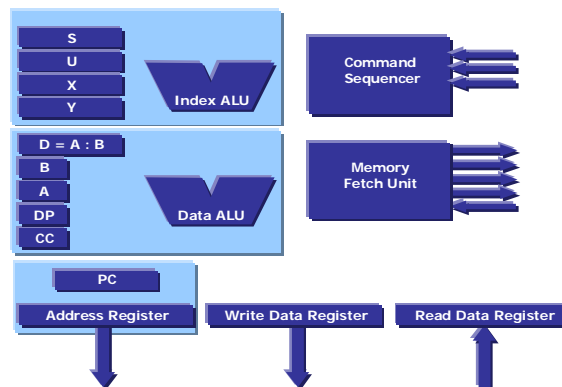 S
U
X
Y
Index ALU
Command
Sequencer
D = A : B
B
A
DP
CC
Data ALU
Memory
Fetch Unit
PC
Address Register
Write Data Register
Read Data Register